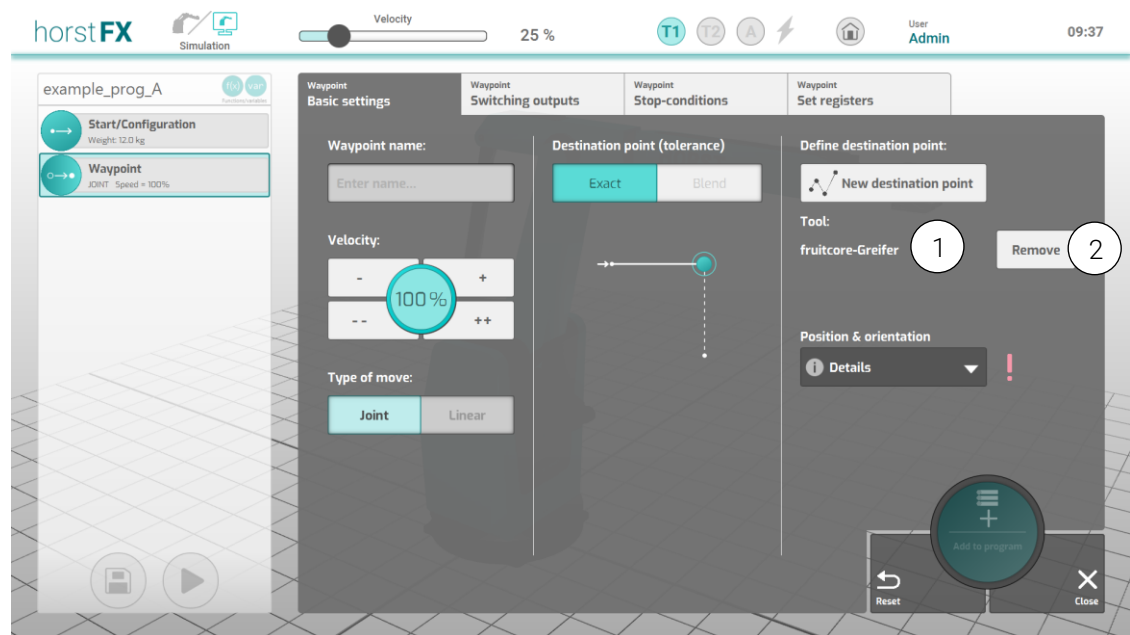 horstFX
Simulation
Velocity
25 %
T1
T2
A
User
Admin
09:37
example_prog_A
f(x)
var
Functions/variables
Start/Configuration
Weight: 12.0 kg
Waypoint
JOINT Speed = 100%
Waypoint
Basic settings
Waypoint
Switching outputs
Waypoint
Stop-conditions
Waypoint
Set registers
Waypoint name:
Enter name...
Velocity:
-
+
100%
--
++
Type of move:
Joint
Linear
Destination point (tolerance)
Exact
Blend
Define destination point:
New destination point
Tool:
fruitcore-Greifer
1
Remove
2
Position & orientation
i
Details
!
+
Add to program
Reset
Close